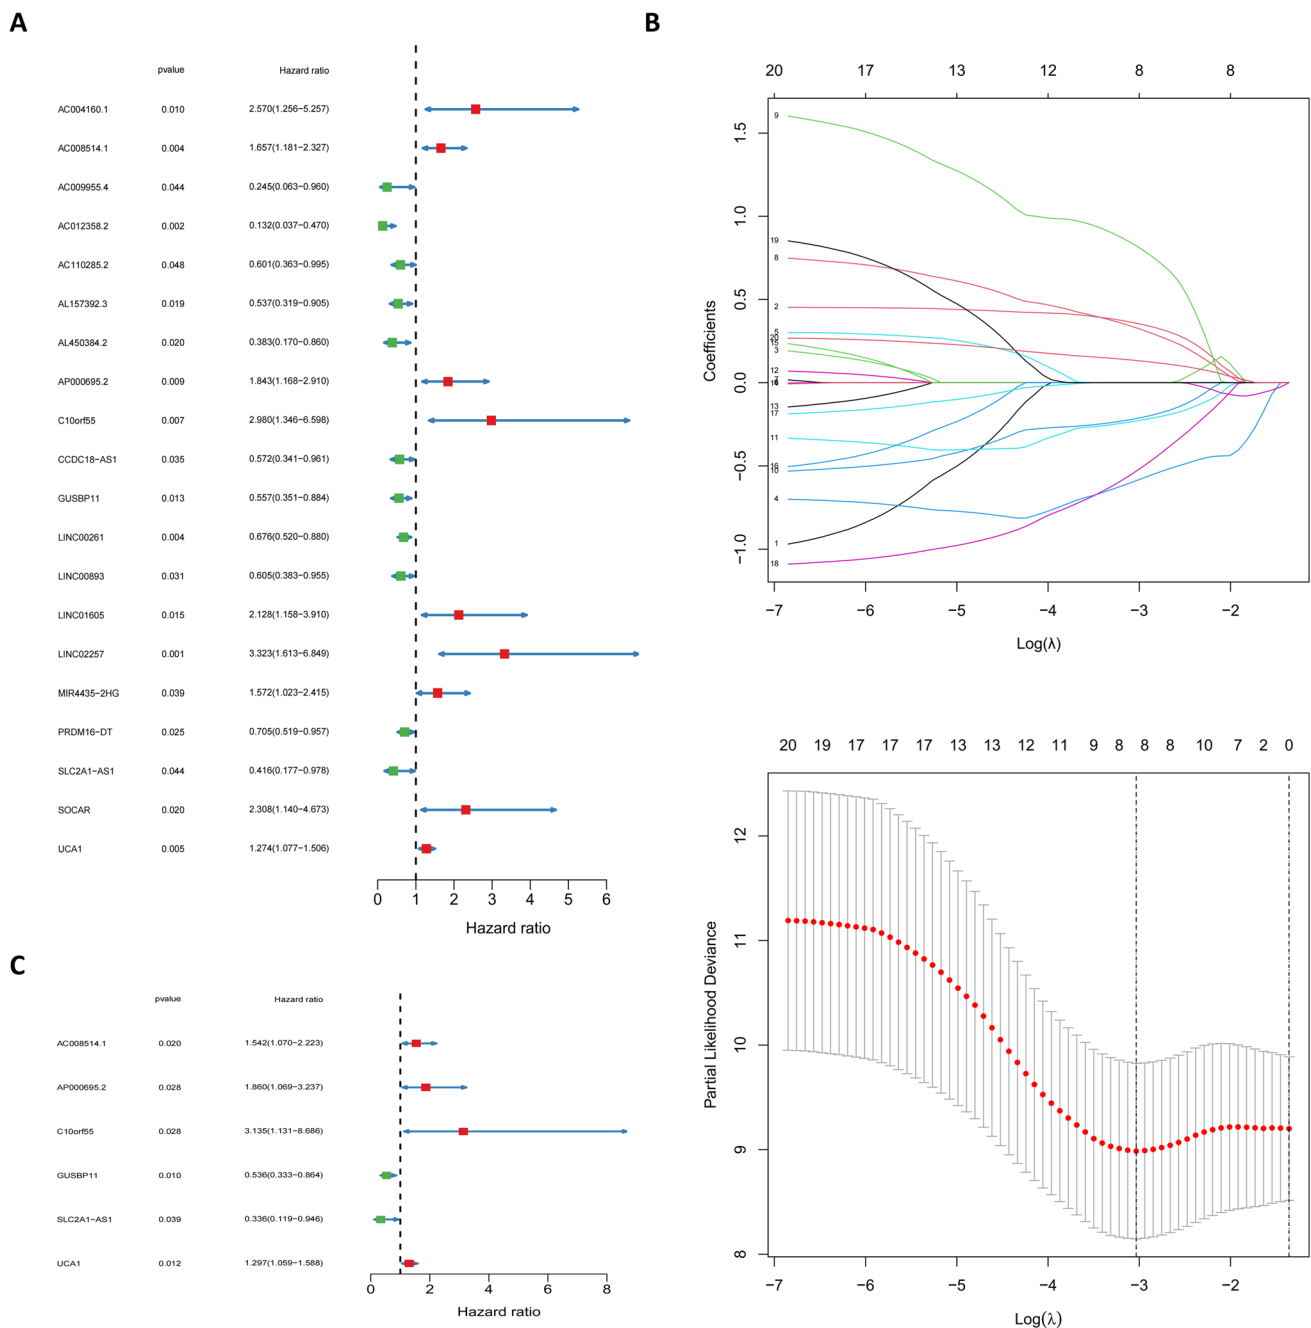 A
pvalue Hazard ratio
AC004160.1 0.010 2.570(1.256−5.257)
AC008514.1 0.004 1.657(1.181−2.327)
AC009955.4 0.044 0.245(0.063−0.960)
AC012358.2 0.002 0.132(0.037−0.470)
AC110285.2 0.048 0.601(0.363−0.995)
AL157392.3 0.019 0.537(0.319−0.905)
AL450384.2 0.020 0.383(0.170−0.860)
AP000695.2 0.009 1.843(1.168−2.910)
C10orf55 0.007 2.980(1.346−6.598)
CCDC18−AS1 0.035 0.572(0.341−0.961)
GUSBP11 0.013 0.557(0.351−0.884)
LINC00261 0.004 0.676(0.520−0.880)
LINC00893 0.031 0.605(0.383−0.955)
LINC01605 0.015 2.128(1.158−3.910)
LINC02257 0.001 3.323(1.613−6.849)
MIR4435−2HG 0.039 1.572(1.023−2.415)
PRDM16−DT 0.025 0.705(0.519−0.957)
SLC2A1−AS1 0.044 0.416(0.177−0.978)
SOCAR 0.020 2.308(1.140−4.673)
UCA1 0.005 1.274(1.077−1.506)
0 1 2 3 4 5 6
Hazard ratio
B
20 17 13 12 8 8
Coefficients
1.5
1.0
0.5
0.0
−0.5
−1.0
9
19
8
2
5
20
15
3
12
13
17
11
16
10
4
1
18
−7 −6 −5 −4 −3 −2
Log(λ)
20 19 17 17 17 13 13 12 11 9 8 8 8 10 7 2 0
Partial Likelihood Deviance
12
11
10
9
8
−7 −6 −5 −4 −3 −2
Log(λ)
C
pvalue Hazard ratio
AC008514.1 0.020 1.542(1.070−2.223)
AP000695.2 0.028 1.860(1.069−3.237)
C10orf55 0.028 3.135(1.131−8.686)
GUSBP11 0.010 0.536(0.333−0.864)
SLC2A1−AS1 0.039 0.336(0.119−0.946)
UCA1 0.012 1.297(1.059−1.588)
0 2 4 6 8
Hazard ratio